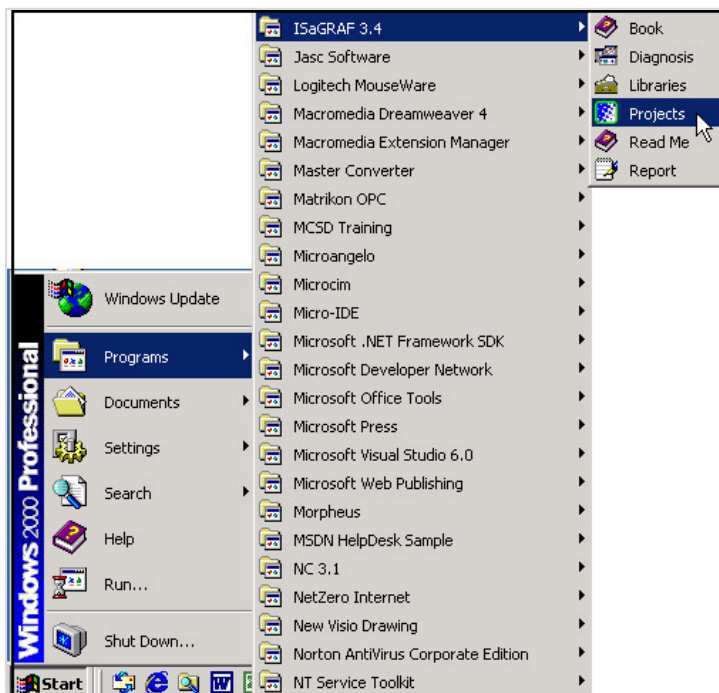 ISaGRAF 3.4
Jasc Software
Logitech MouseWare
Macromedia Dreamweaver 4
Macromedia Extension Manager
Master Converter
Matrikon OPC
MCSD Training
Microangelo
Microcim
Micro-IDE
Microsoft .NET Framework SDK
Microsoft Developer Network
Microsoft Office Tools
Microsoft Press
Microsoft Visual Studio 6.0
Microsoft Web Publishing
Morpheus
MSDN HelpDesk Sample
NC 3.1
NetZero Internet
New Visio Drawing
Norton AntiVirus Corporate Edition
NT Service Toolkit
Book
Diagnosis
Libraries
Projects
Read Me
Report
Windows Update
Programs
Documents
Settings
Search
Help
Run...
Shut Down...
Windows 2000 Professional
Start